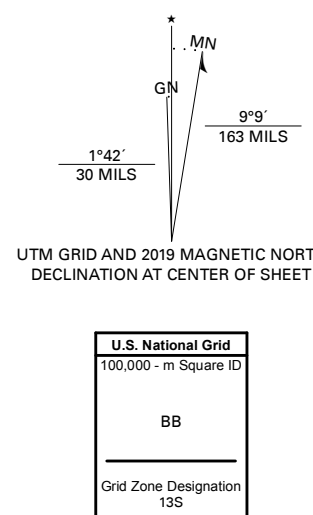 ★
MN
GN
9°9´
163 MILS
1°42´
30 MILS
UTM GRID AND 2019 MAGNETIC NORT
DECLINATION AT CENTER OF SHEET
U.S. National Grid
100,000 - m Square ID
BB
Grid Zone Designation
13S